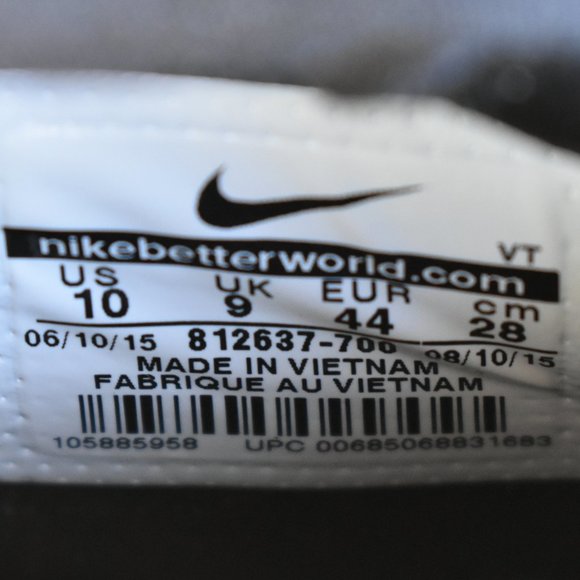 nikebetterworld.com VT
US UK EUR cm
10 9 44 28
06/10/15 812637-700 08/10/15
MADE IN VIETNAM
FABRIQUE AU VIETNAM
105885958 UPC 00685068831683